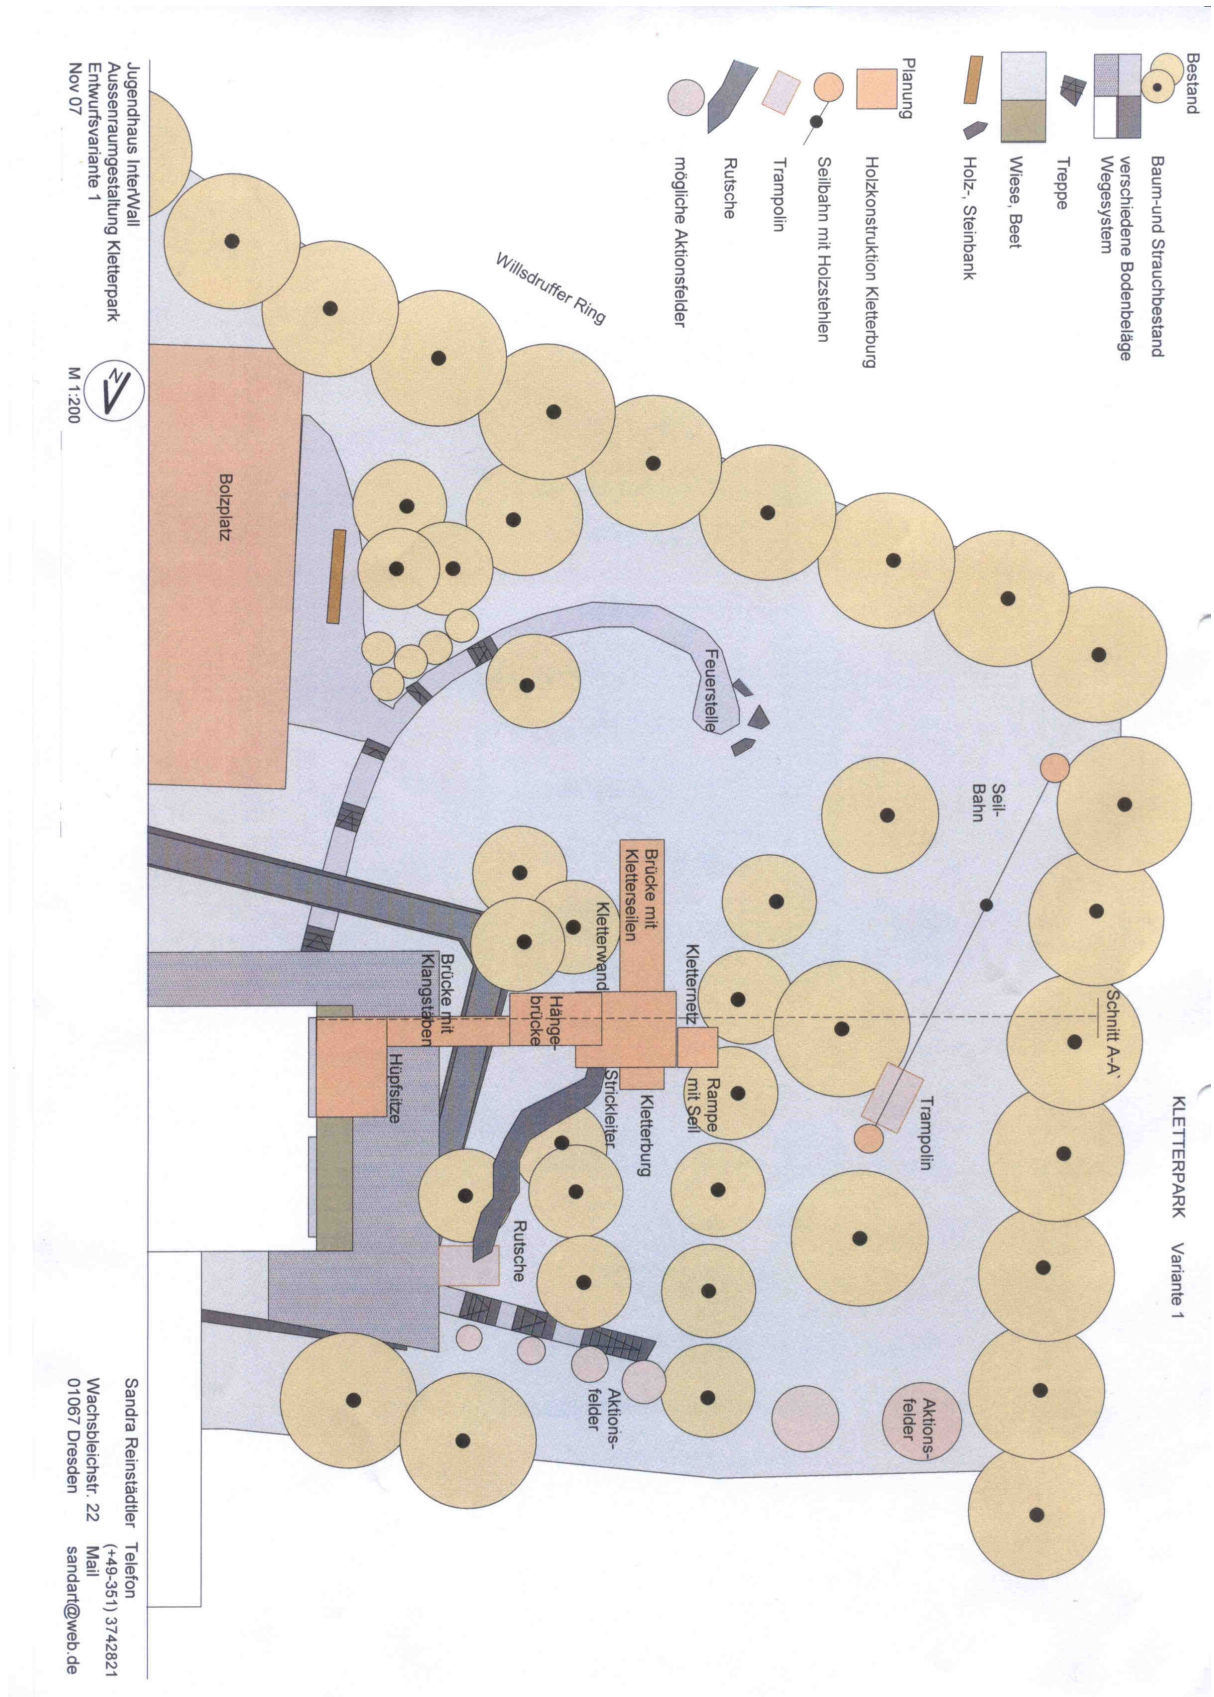 KLETTERPARK    Variante 1
Bestand
Baum-und Strauchbestand
verschiedene Bodenbeläge
Wegesystem
Treppe
Wiese, Beet
Holz-, Steinbank
Planung
Holzkonstruktion Kletterburg
Seilbahn mit Holzstehlen
Trampolin
Rutsche
mögliche Aktionsfelder
Willsdruffer Ring
Schnitt A-A`
Seil-
Bahn
Trampolin
Aktions-
felder
Feuerstelle
Kletternetz
Rampe
mit Seil
Brücke mit
Kletterseilen
Kletterburg
Kletterwand
Strickleiter
Aktions-
felder
Hänge-
brücke
Rutsche
Brücke mit
Klangstäben
Hüpfsitze
Bolzplatz
Jugendhaus InterWall
Aussenraumgestaltung Kletterpark
Entwurfsvariante 1
Nov 07
N
M 1:200
Sandra Reinstädtler  Telefon
(+49-351) 3742821
Wachsbleichstr. 22    Mail
01067 Dresden    sandart@web.de